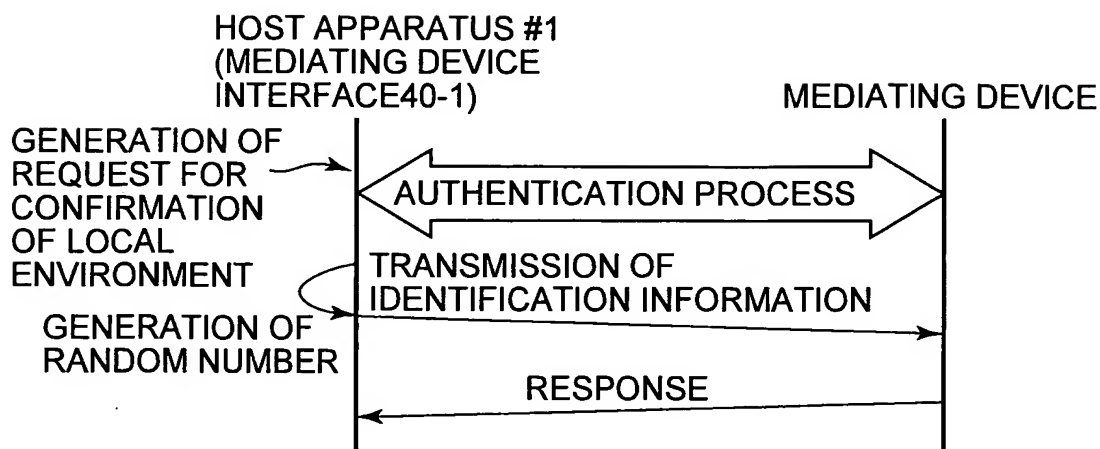 HOST APPARATUS #1
(MEDIATING DEVICE
INTERFACE40-1)
MEDIATING DEVICE
GENERATION OF
REQUEST FOR
CONFIRMATION
OF LOCAL
ENVIRONMENT
AUTHENTICATION PROCESS
TRANSMISSION OF
IDENTIFICATION INFORMATION
GENERATION OF
RANDOM NUMBER
RESPONSE